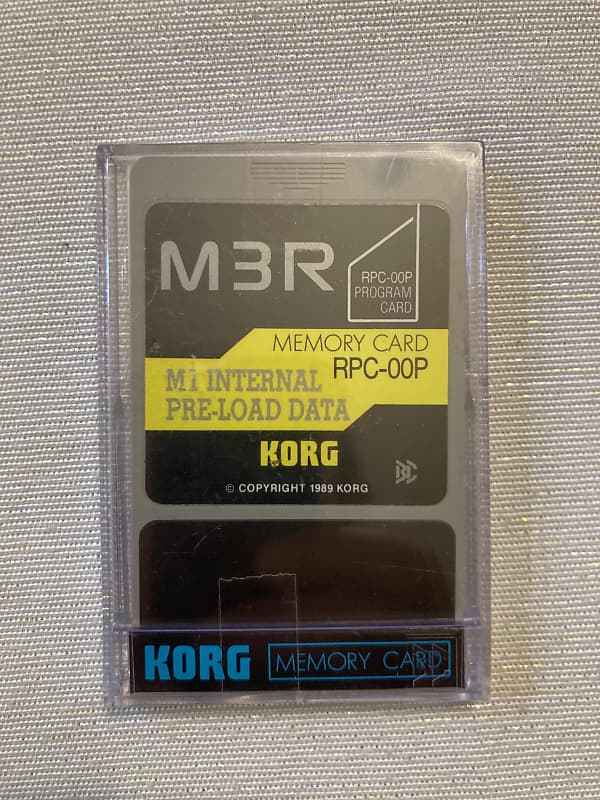 M3R
RPC-00P
PROGRAM
CARD
MEMORY CARD
RPC-00P
M1 INTERNAL
PRE-LOAD DATA
KORG
© COPYRIGHT 1989 KORG
KORG MEMORY CARD